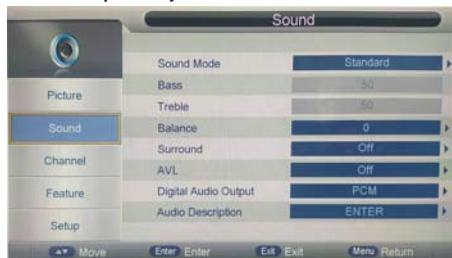 Sound
Sound Mode Standard
Bass 50
Treble 50
Balance 0
Surround Off
AVL Off
Digital Audio Output PCM
Audio Description ENTER
Picture
Sound
Channel
Feature
Setup
Move Enter Enter Exit Exit Menu Return